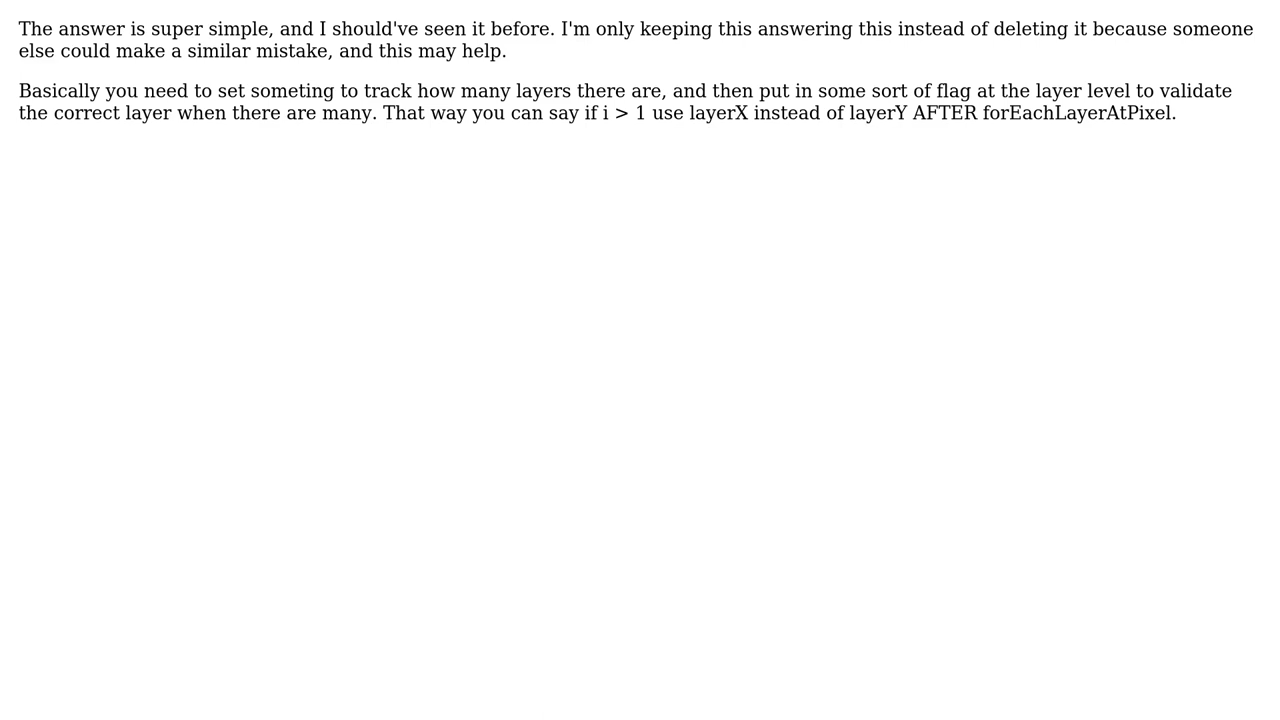 The answer is super simple, and I should've seen it before. I'm only keeping this answering this instead of deleting it because someone
else could make a similar mistake, and this may help.
Basically you need to set someting to track how many layers there are, and then put in some sort of flag at the layer level to validate
the correct layer when there are many. That way you can say if i > 1 use layerX instead of layerY AFTER forEachLayerAtPixel.